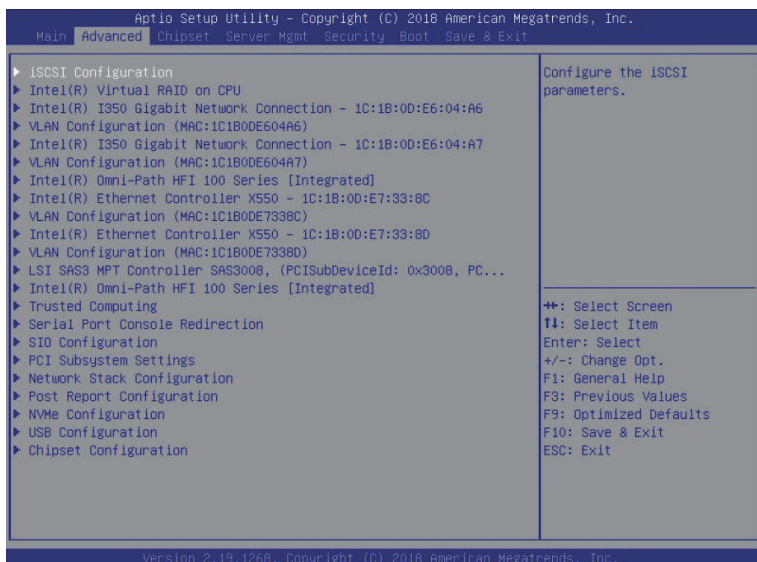 Aptio Setup Utility – Copyright (C) 2018 American Megatrends, Inc.
Main Advanced Chipset Server Mgmt Security Boot Save & Exit
▶ iSCSI Configuration
▶ Intel(R) Virtual RAID on CPU
▶ Intel(R) I350 Gigabit Network Connection – 1C:1B:0D:E6:04:A6
▶ VLAN Configuration (MAC:1C1B0DE604A6)
▶ Intel(R) I350 Gigabit Network Connection – 1C:1B:0D:E6:04:A7
▶ VLAN Configuration (MAC:1C1B0DE604A7)
▶ Intel(R) Omni-Path HFI 100 Series [Integrated]
▶ Intel(R) Ethernet Controller X550 – 1C:1B:0D:E7:33:8C
▶ VLAN Configuration (MAC:1C1B0DE7338C)
▶ Intel(R) Ethernet Controller X550 – 1C:1B:0D:E7:33:8D
▶ VLAN Configuration (MAC:1C1B0DE7338D)
▶ LSI SAS3 MPT Controller SAS3008, (PCISubDeviceId: 0x3008, PC...
▶ Intel(R) Omni-Path HFI 100 Series [Integrated]
▶ Trusted Computing
▶ Serial Port Console Redirection
▶ SIO Configuration
▶ PCI Subsystem Settings
▶ Network Stack Configuration
▶ Post Report Configuration
▶ NVMe Configuration
▶ USB Configuration
▶ Chipset Configuration
Configure the iSCSI
parameters.
→←: Select Screen
↑↓: Select Item
Enter: Select
+/-: Change Opt.
F1: General Help
F3: Previous Values
F9: Optimized Defaults
F10: Save & Exit
ESC: Exit
Version 2.19.1268. Copyright (C) 2018 American Megatrends, Inc.